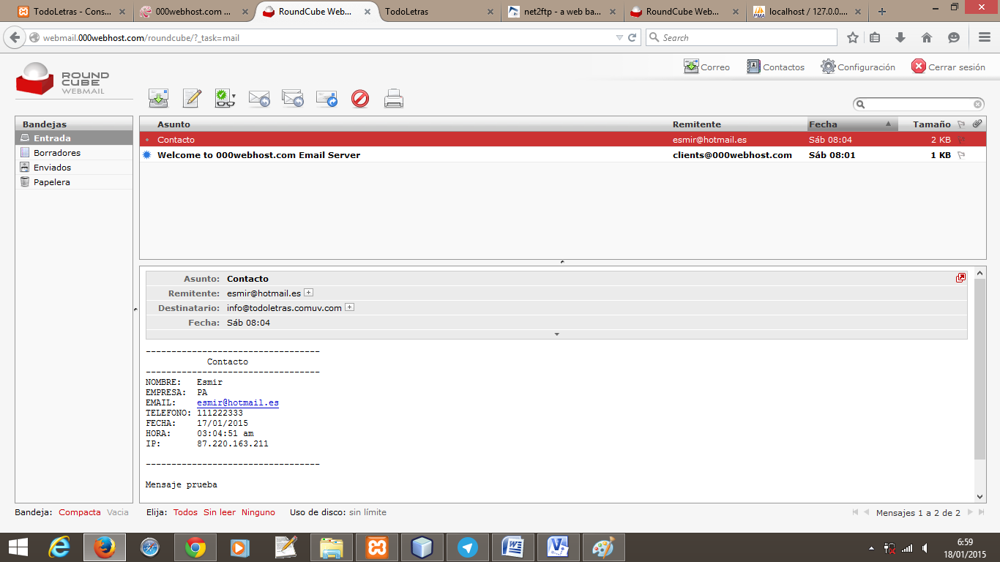 TodoLetras - Cons...
000webhost.com ...
RoundCube Web...
TodoLetras
net2ftp - a web ba...
RoundCube Web...
localhost / 127.0.0....
webmail.000webhost.com/roundcube/?_task=mail
Search
ROUND
CUBE
WEBMAIL
Correo
Contactos
Configuración
Cerrar sesión
Bandejas
Entrada
Borradores
Enviados
Papelera
Asunto Remitente Fecha Tamaño
Contacto esmir@hotmail.es Sáb 08:04 2 KB
Welcome to 000webhost.com Email Server clients@000webhost.com Sáb 08:01 1 KB
Asunto: Contacto
Remitente: esmir@hotmail.es
Destinatario: info@todoletras.comuv.com
Fecha: Sáb 08:04
----------------------------------
Contacto
----------------------------------
NOMBRE: Esmir
EMPRESA: PA
EMAIL: esmir@hotmail.es
TELEFONO: 111222333
FECHA: 17/01/2015
HORA: 03:04:51 am
IP: 87.220.163.211
----------------------------------
Mensaje prueba
Bandeja: Compacta Vacia Elija: Todos Sin leer Ninguno Uso de disco: sin límite Mensajes 1 a 2 de 2
6:59
18/01/2015